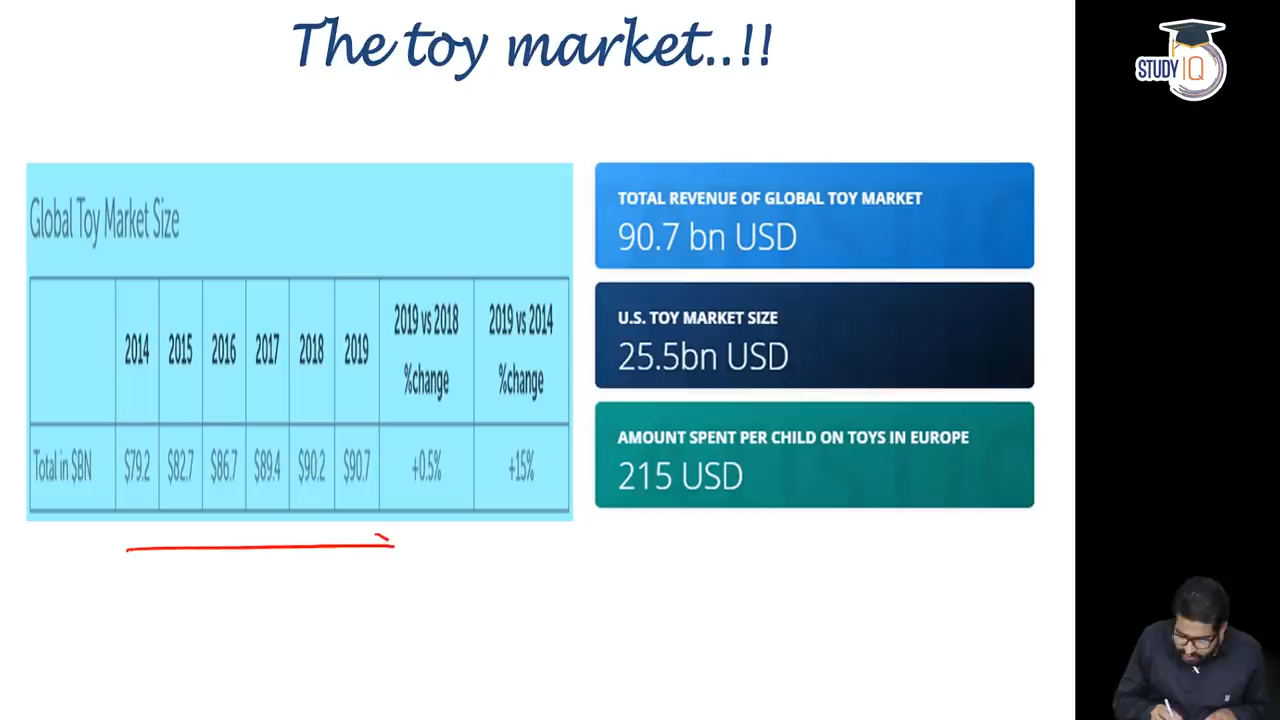 The toy market..!!
STUDY IQ
Global Toy Market Size
2014 2015 2016 2017 2018 2019 2019 vs 2018 %change 2019 vs 2014 %change
Total in $BN $79.2 $82.7 $86.7 $89.4 $90.2 $90.7 +0.5% +15%
TOTAL REVENUE OF GLOBAL TOY MARKET
90.7 bn USD
U.S. TOY MARKET SIZE
25.5bn USD
AMOUNT SPENT PER CHILD ON TOYS IN EUROPE
215 USD